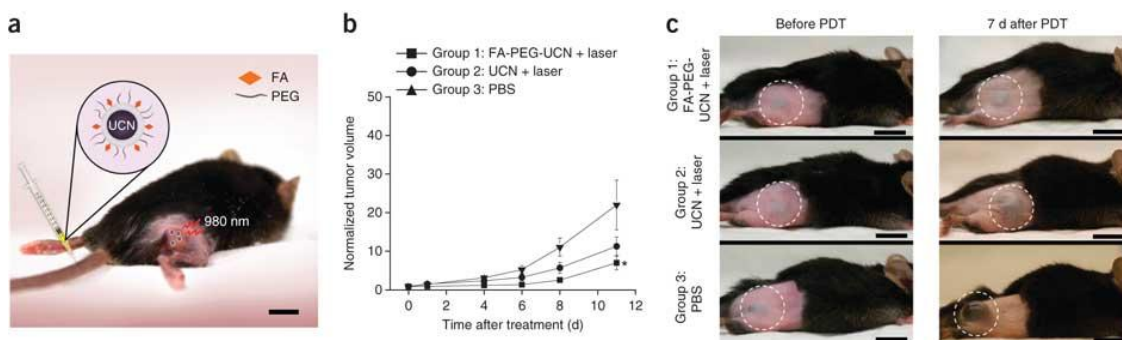 a
FA
PEG
UCN
980 nm
b
Group 1: FA-PEG-UCN + laser
Group 2: UCN + laser
Group 3: PBS
Normalized tumor volume
50
40
30
20
10
0
*
0 2 4 6 8 10 12
Time after treatment (d)
c
Before PDT 7 d after PDT
Group 1:
FA-PEG-
UCN + laser
Group 2:
UCN + laser
Group 3:
PBS